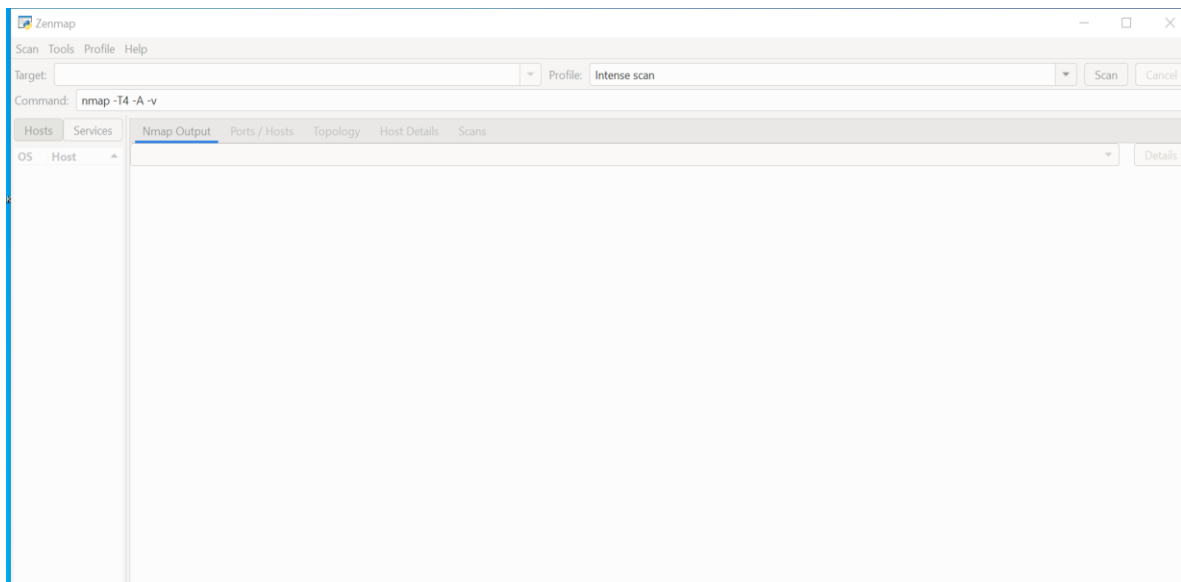 Zenmap
Scan Tools Profile Help
Target: Profile: Intense scan Scan Cancel
Command: nmap -T4 -A -v
Hosts Services Nmap Output Ports / Hosts Topology Host Details Scans
OS Host Details